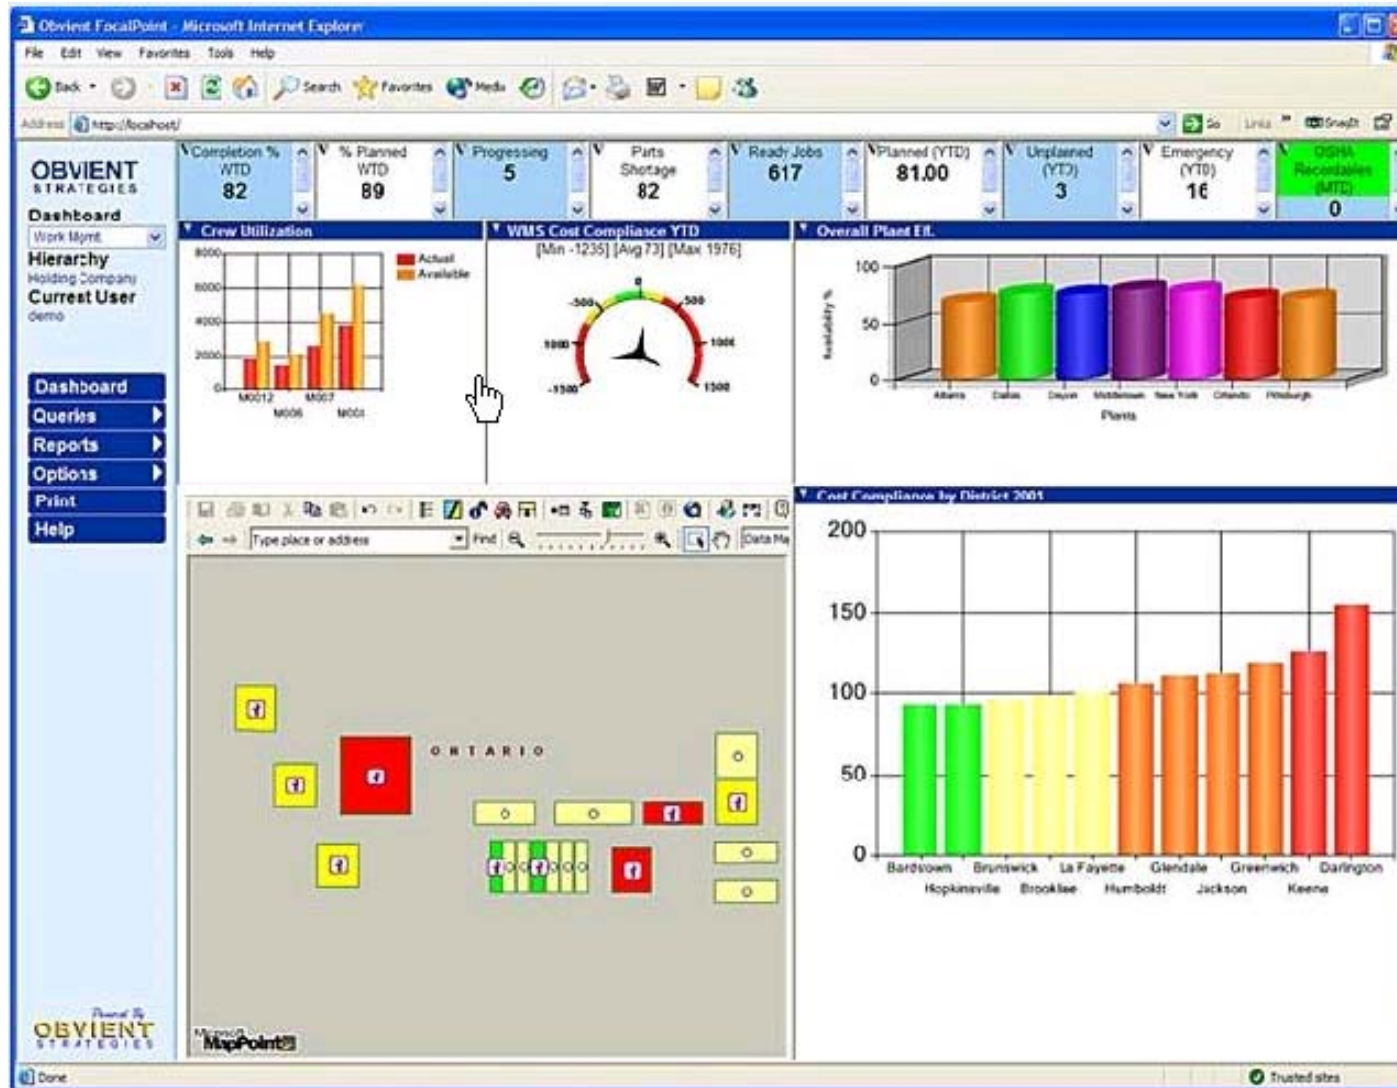 Obvient FocalPoint - Microsoft Internet Explorer
File Edit View Favorites Tools Help
Back Search Favorites Media
Address http://localhost/ Go Links SnagIt
OBVIENT
STRATEGIES
Dashboard
Work Mgmt.
Hierarchy
Holding Company
Current User
demo
Dashboard
Queries
Reports
Options
Print
Help
Completion %
WTD
82
% Planned
WTD
89
Progressing
5
Parts
Shortage
82
Ready Jobs
617
Planned (YTD)
81.00
Unplanned
(YTD)
3
Emergency
(YTD)
16
OSHA
Recordables
(MTD)
0
Crew Utilization
8000
6000
4000
2000
0
M0012
M006
M007
Actual
Available
WMS Cost Compliance YTD
[Min -1235] [Avg 73] [Max 1976]
0
-500
500
1000
1000
-1500
1500
Overall Plant Eff.
Availability %
100
50
0
Atlanta Dallas Middletown New York Orlando Pittsburgh
Plants
Type place or address Find Data Ma
ONTARIO
Microsoft
MapPoint
Cost Compliance by District
200
150
100
50
0
Bardstown Brunswick La Fayette Glendale Greenwich Darlington
Hopkinsville Humboldt Jackson Keene
Powered By
OBVIENT
STRATEGIES
Done
Trusted sites